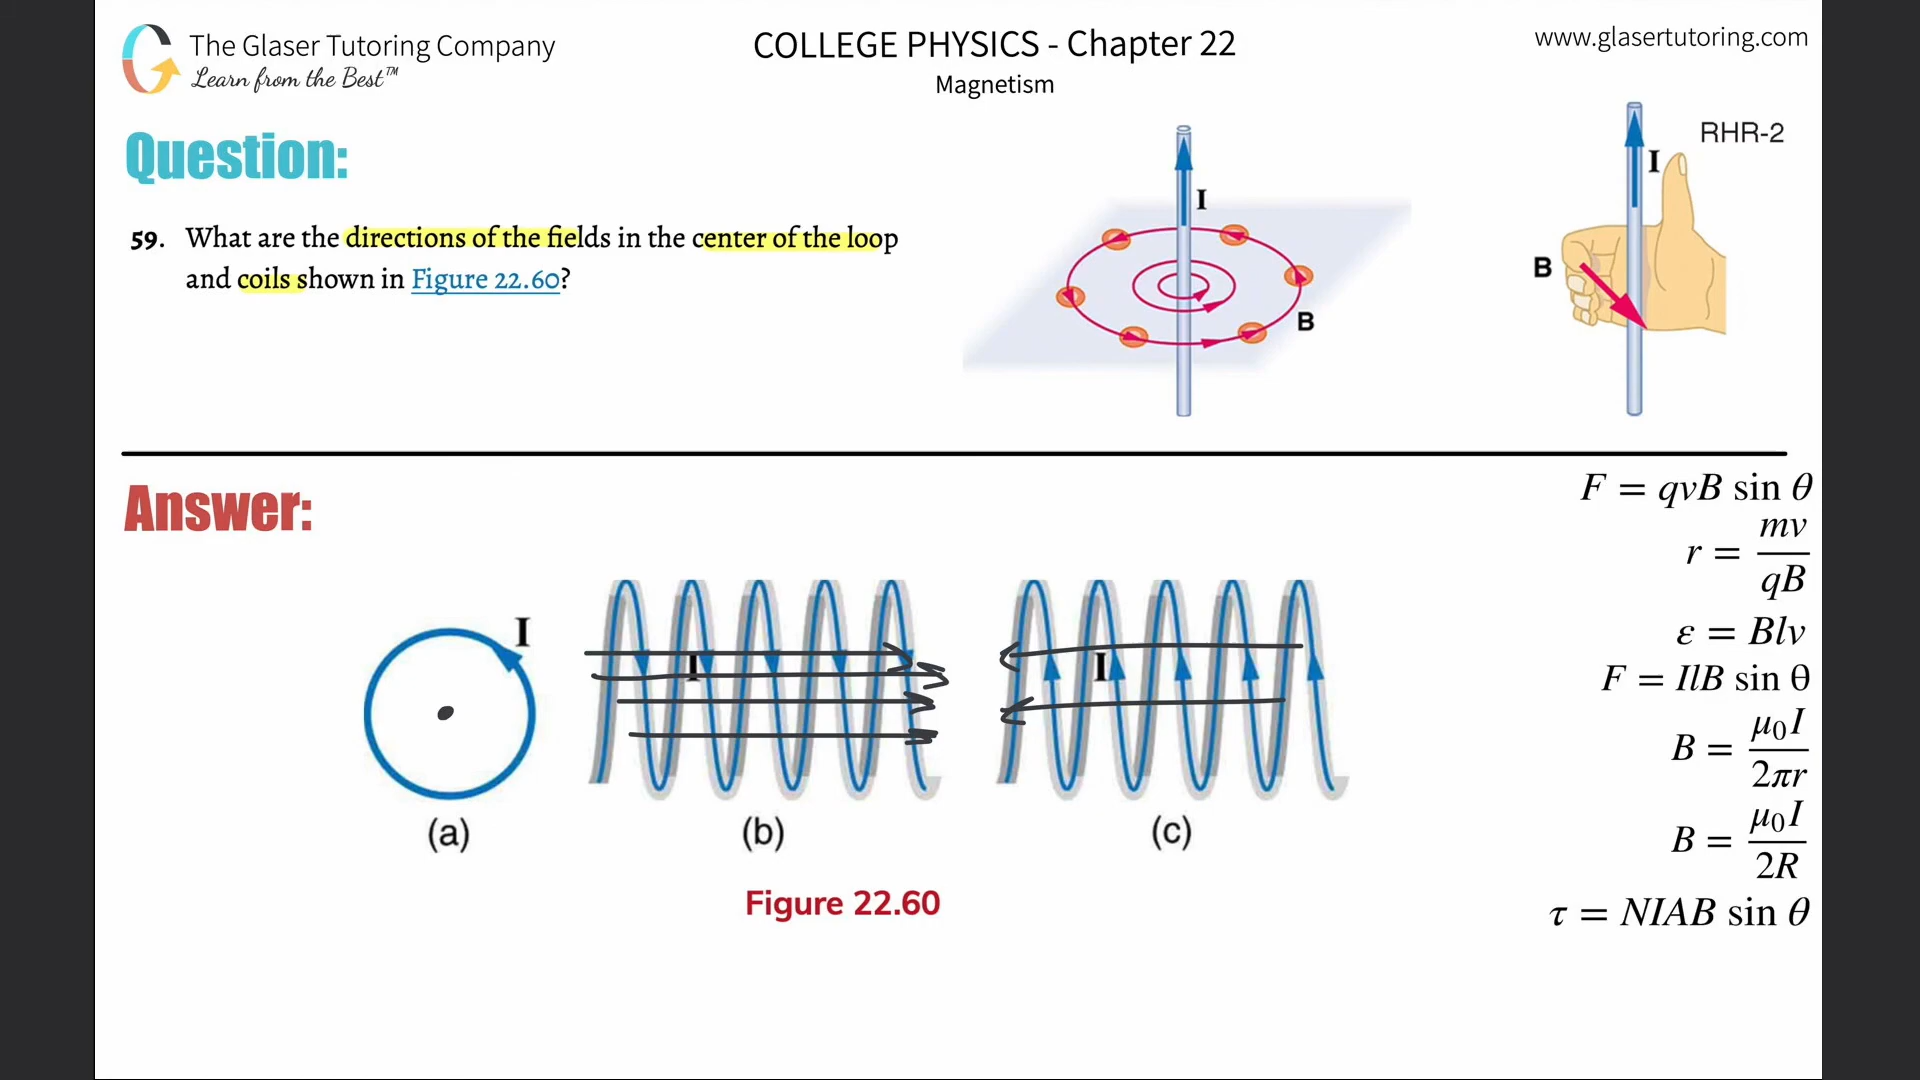 The Glaser Tutoring Company
Learn from the Best™
COLLEGE PHYSICS - Chapter 22
Magnetism
www.glasertutoring.com
Question:
59. What are the directions of the fields in the center of the loop
and coils shown in Figure 22.60?
I
B
RHR-2
I
B
Answer:
I
(a)
I
(b)
I
(c)
Figure 22.60
F = qvB sin θ
r = mv / qB
ε = Blv
F = IlB sin θ
B = μ₀I / 2πr
B = μ₀I / 2R
τ = NIAB sin θ